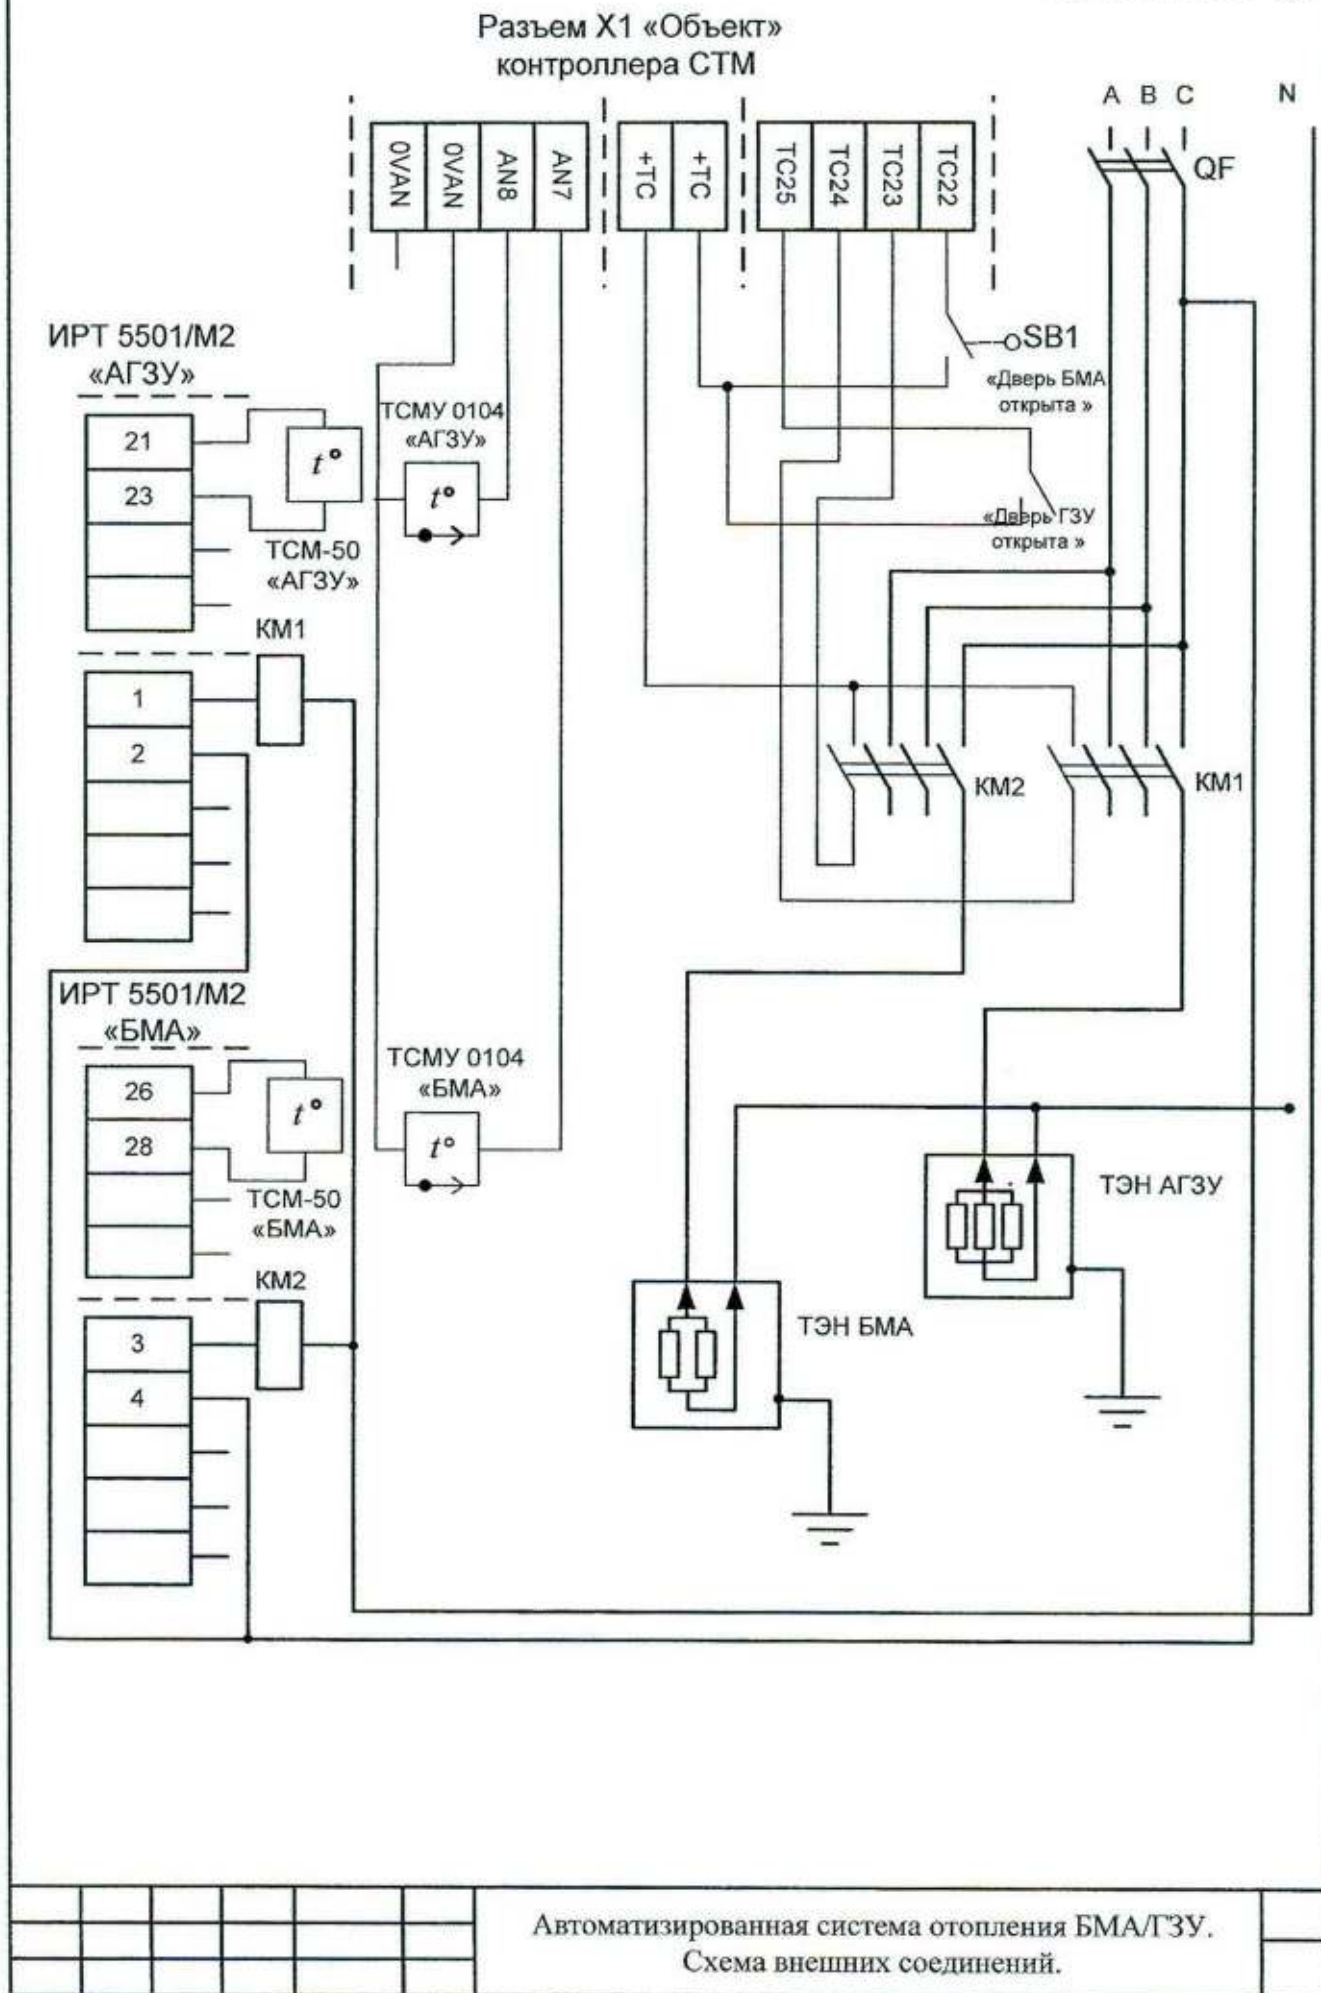 Разъем X1 «Объект»
контроллера СТМ
A B C N
0VAN 0VAN AN8 AN7 +TC +TC TC25 TC24 TC23 TC22
QF
ИРТ 5501/М2
«АГЗУ»
21
23
t°
ТСМ-50
«АГЗУ»
ТСМУ 0104
«АГЗУ»
t°
SB1
«Дверь БМА
открыта »
«Дверь ГЗУ
открыта »
КМ1
1
2
КМ2
КМ1
ИРТ 5501/М2
«БМА»
26
28
t°
ТСМ-50
«БМА»
ТСМУ 0104
«БМА»
t°
ТЭН АГЗУ
КМ2
3
4
ТЭН БМА
Автоматизированная система отопления БМА/ГЗУ.
Схема внешних соединений.